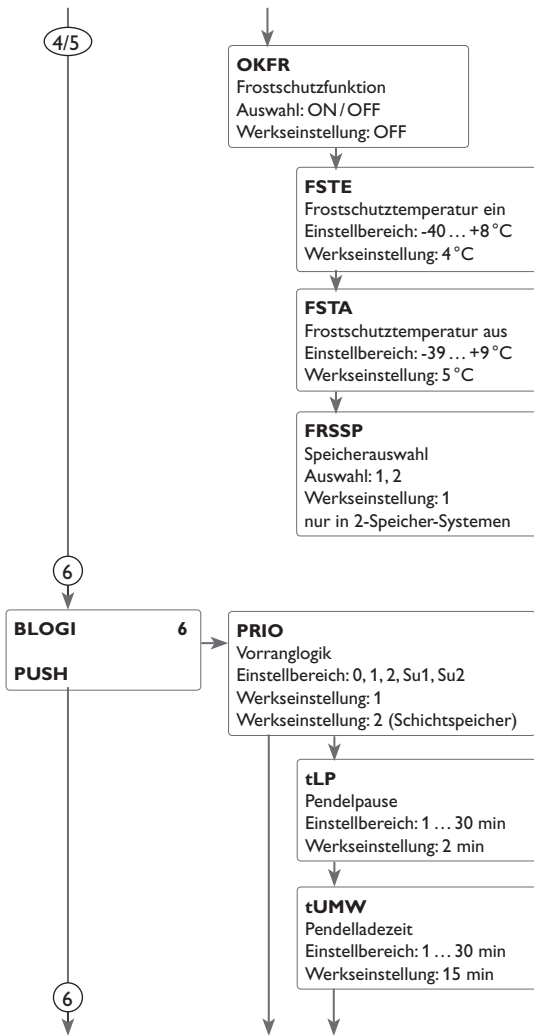 4/5
OKFR
Frostschutzfunktion
Auswahl: ON / OFF
Werkseinstellung: OFF
FSTE
Frostschutztemperatur ein
Einstellbereich: -40 … +8 °C
Werkseinstellung: 4 °C
FSTA
Frostschutztemperatur aus
Einstellbereich: -39 … +9 °C
Werkseinstellung: 5 °C
FRSSP
Speicherauswahl
Auswahl: 1, 2
Werkseinstellung: 1
nur in 2-Speicher-Systemen
6
BLOGI 6
PUSH
PRIO
Vorranglogik
Einstellbereich: 0, 1, 2, Su1, Su2
Werkseinstellung: 1
Werkseinstellung: 2 (Schichtspeicher)
tLP
Pendelpause
Einstellbereich: 1 … 30 min
Werkseinstellung: 2 min
tUMW
Pendelladezeit
Einstellbereich: 1 … 30 min
Werkseinstellung: 15 min
6